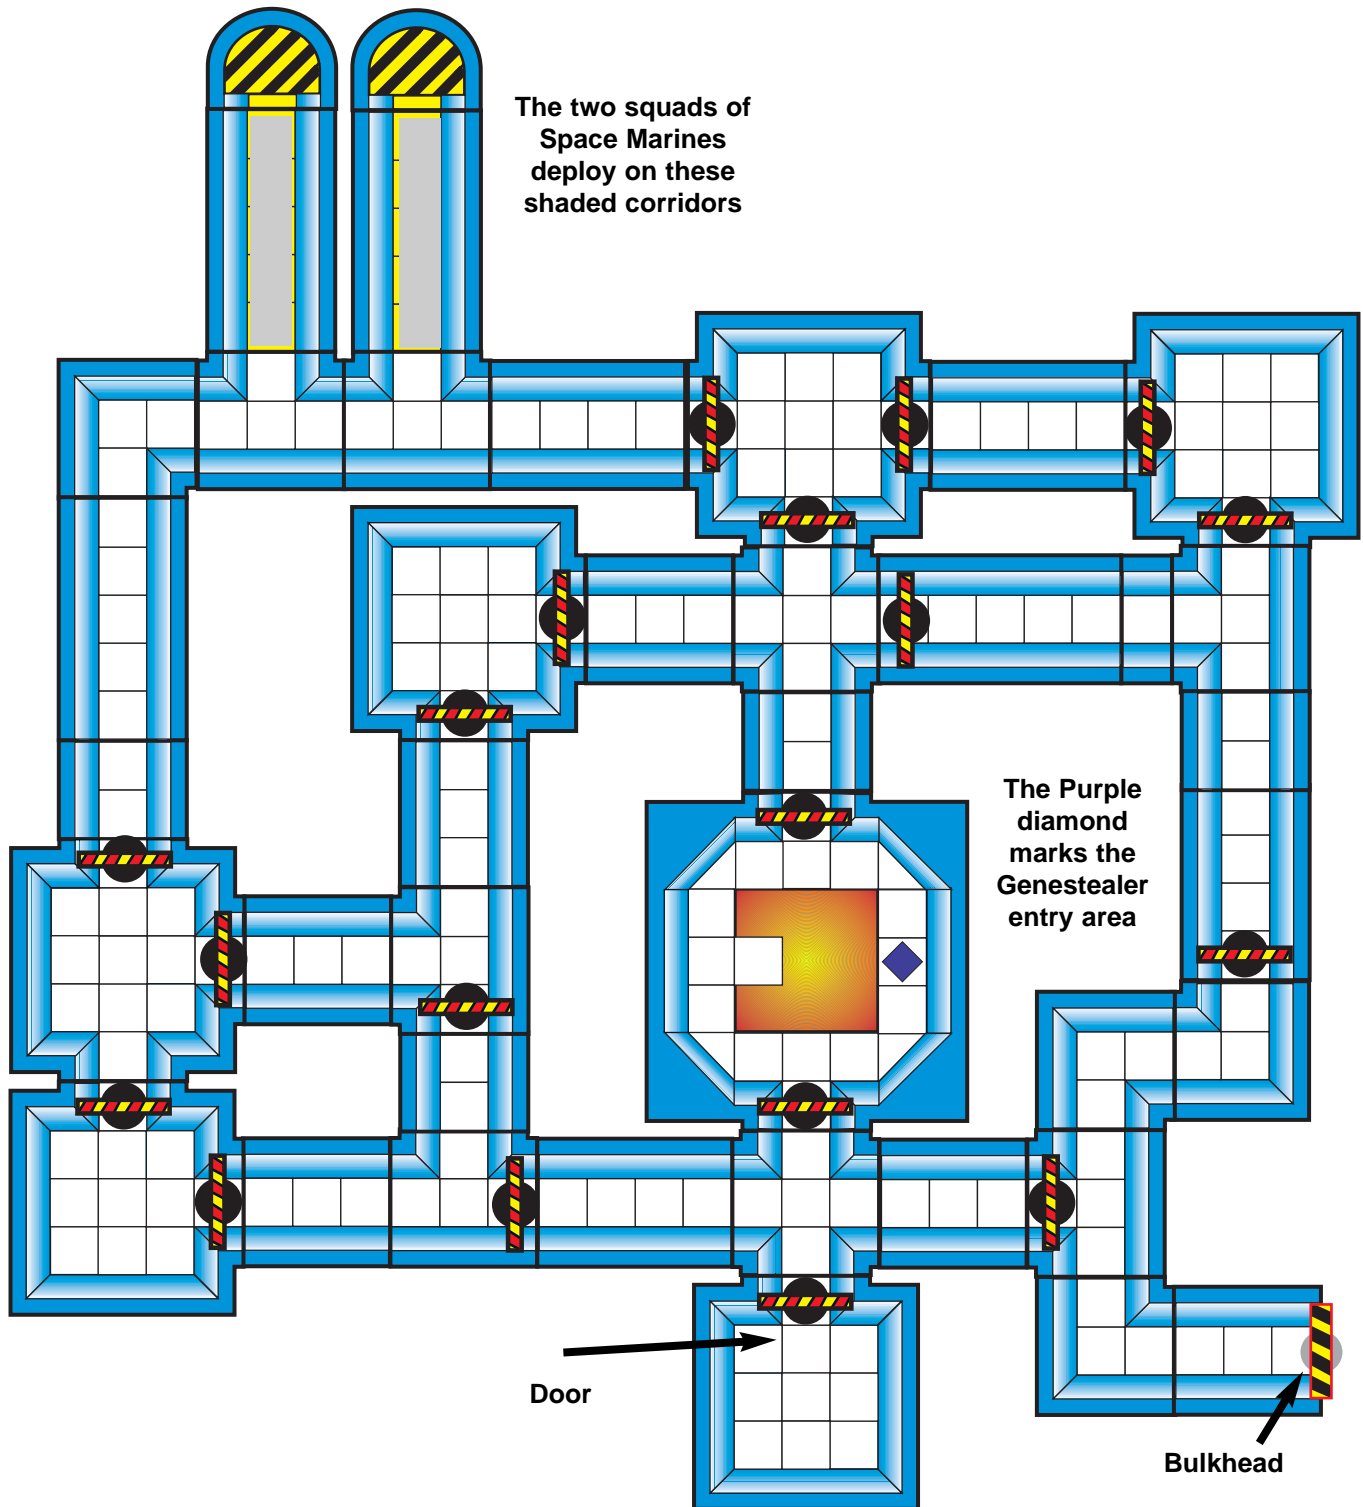 The two squads of
Space Marines
deploy on these
shaded corridors
The Purple
diamond
marks the
Genestealer
entry area
Door
Bulkhead